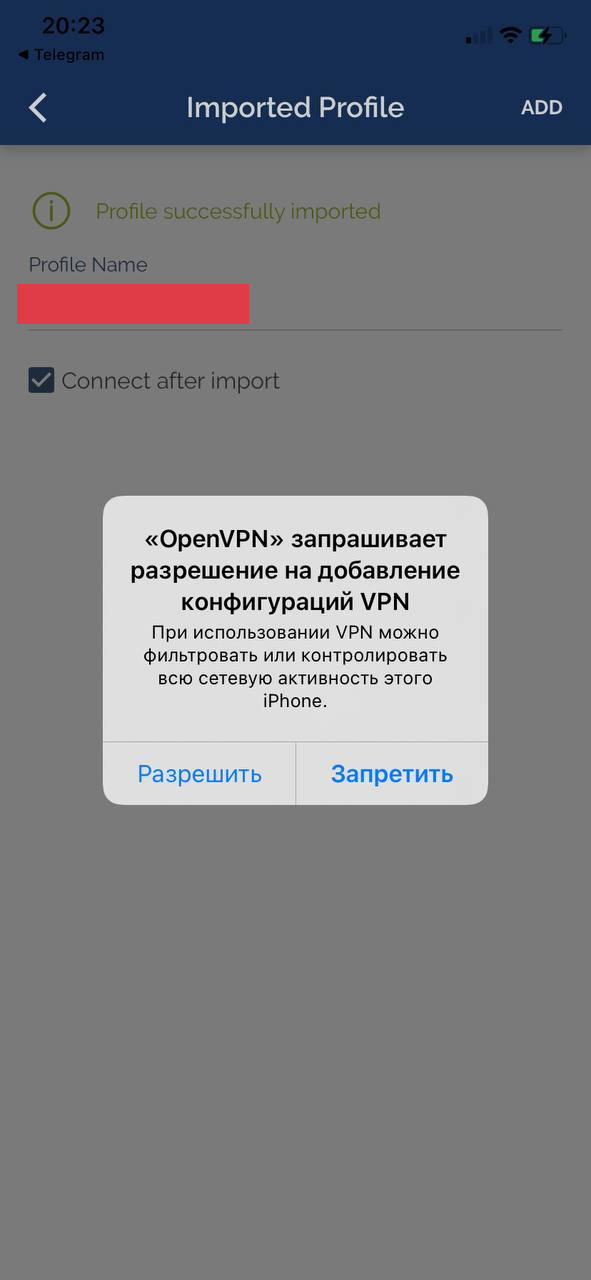 20:23
◀ Telegram
Imported Profile
ADD
Profile successfully imported
Profile Name
Connect after import
«OpenVPN» запрашивает
разрешение на добавление
конфигураций VPN
При использовании VPN можно
фильтровать или контролировать
всю сетевую активность этого
iPhone.
Разрешить
Запретить